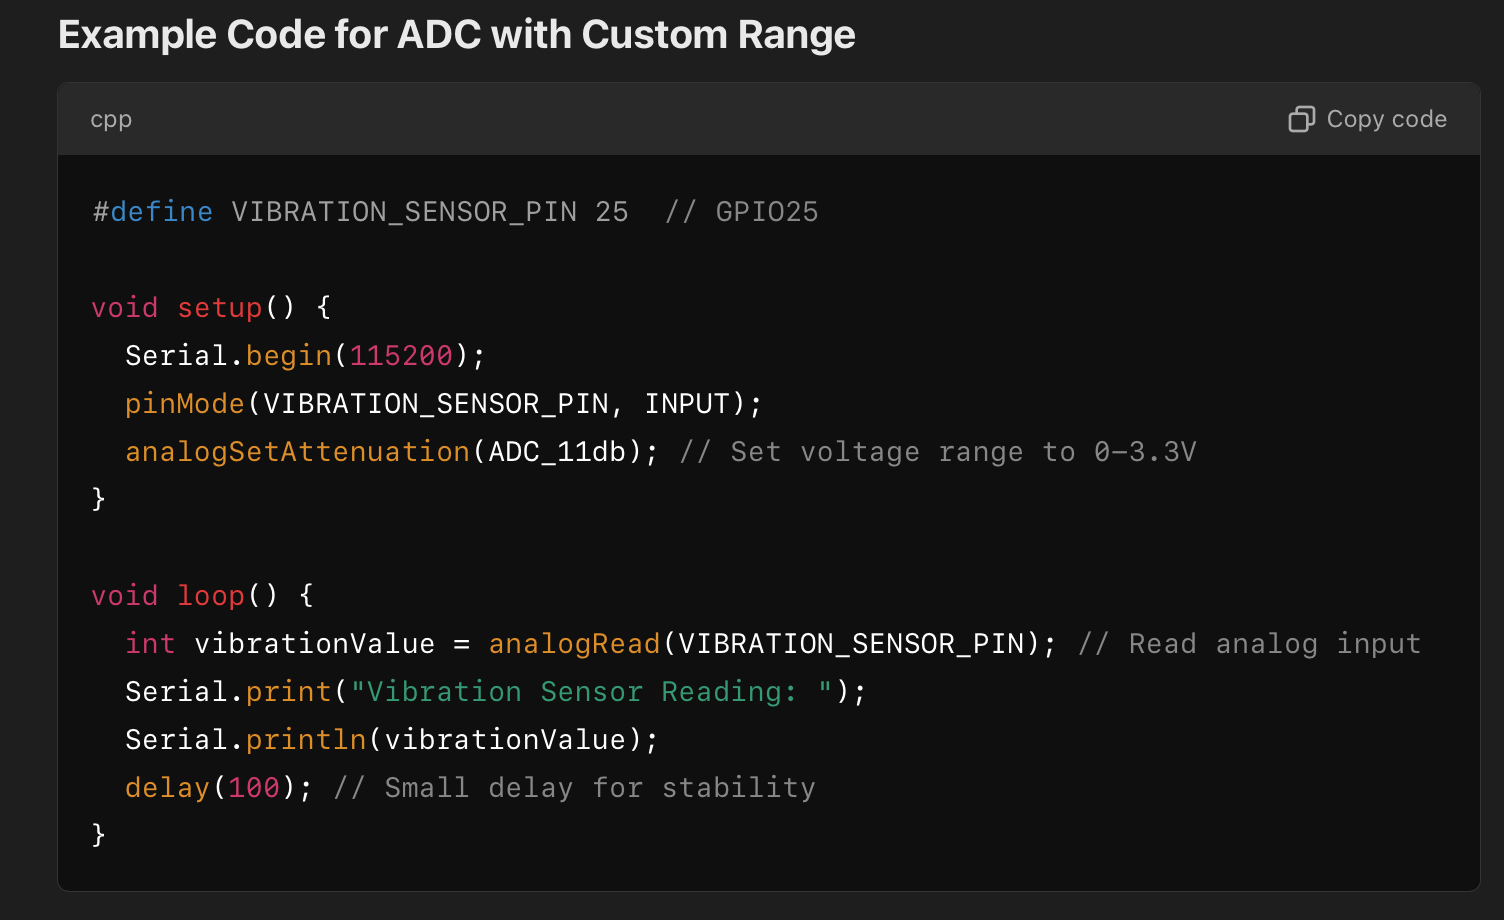 Example Code for ADC with Custom Range
cpp
Copy code
#define VIBRATION_SENSOR_PIN 25  // GPIO25
void setup() {
  Serial.begin(115200);
  pinMode(VIBRATION_SENSOR_PIN, INPUT);
  analogSetAttenuation(ADC_11db); // Set voltage range to 0–3.3V
}
void loop() {
  int vibrationValue = analogRead(VIBRATION_SENSOR_PIN); // Read analog input
  Serial.print("Vibration Sensor Reading: ");
  Serial.println(vibrationValue);
  delay(100); // Small delay for stability
}